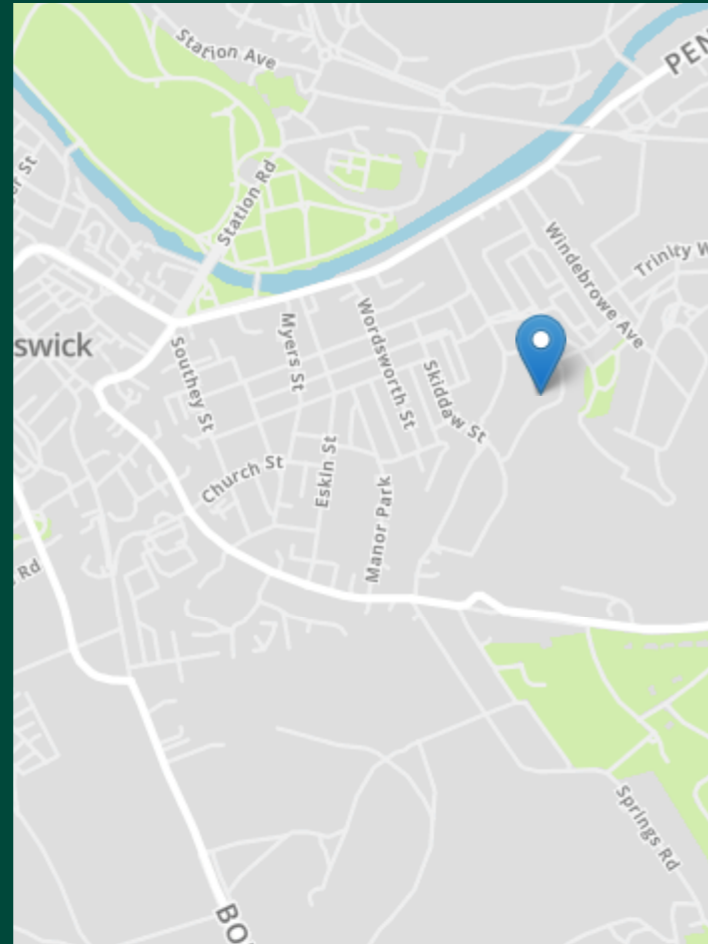 Station Ave
PEN
er St
Station Rd
Windebrowe Ave
Trinity W
swick
Myers St
Wordsworth St
Southey St
Skiddaw St
Church St
Eskin St
Manor Park
Rd
Springs Rd
BO